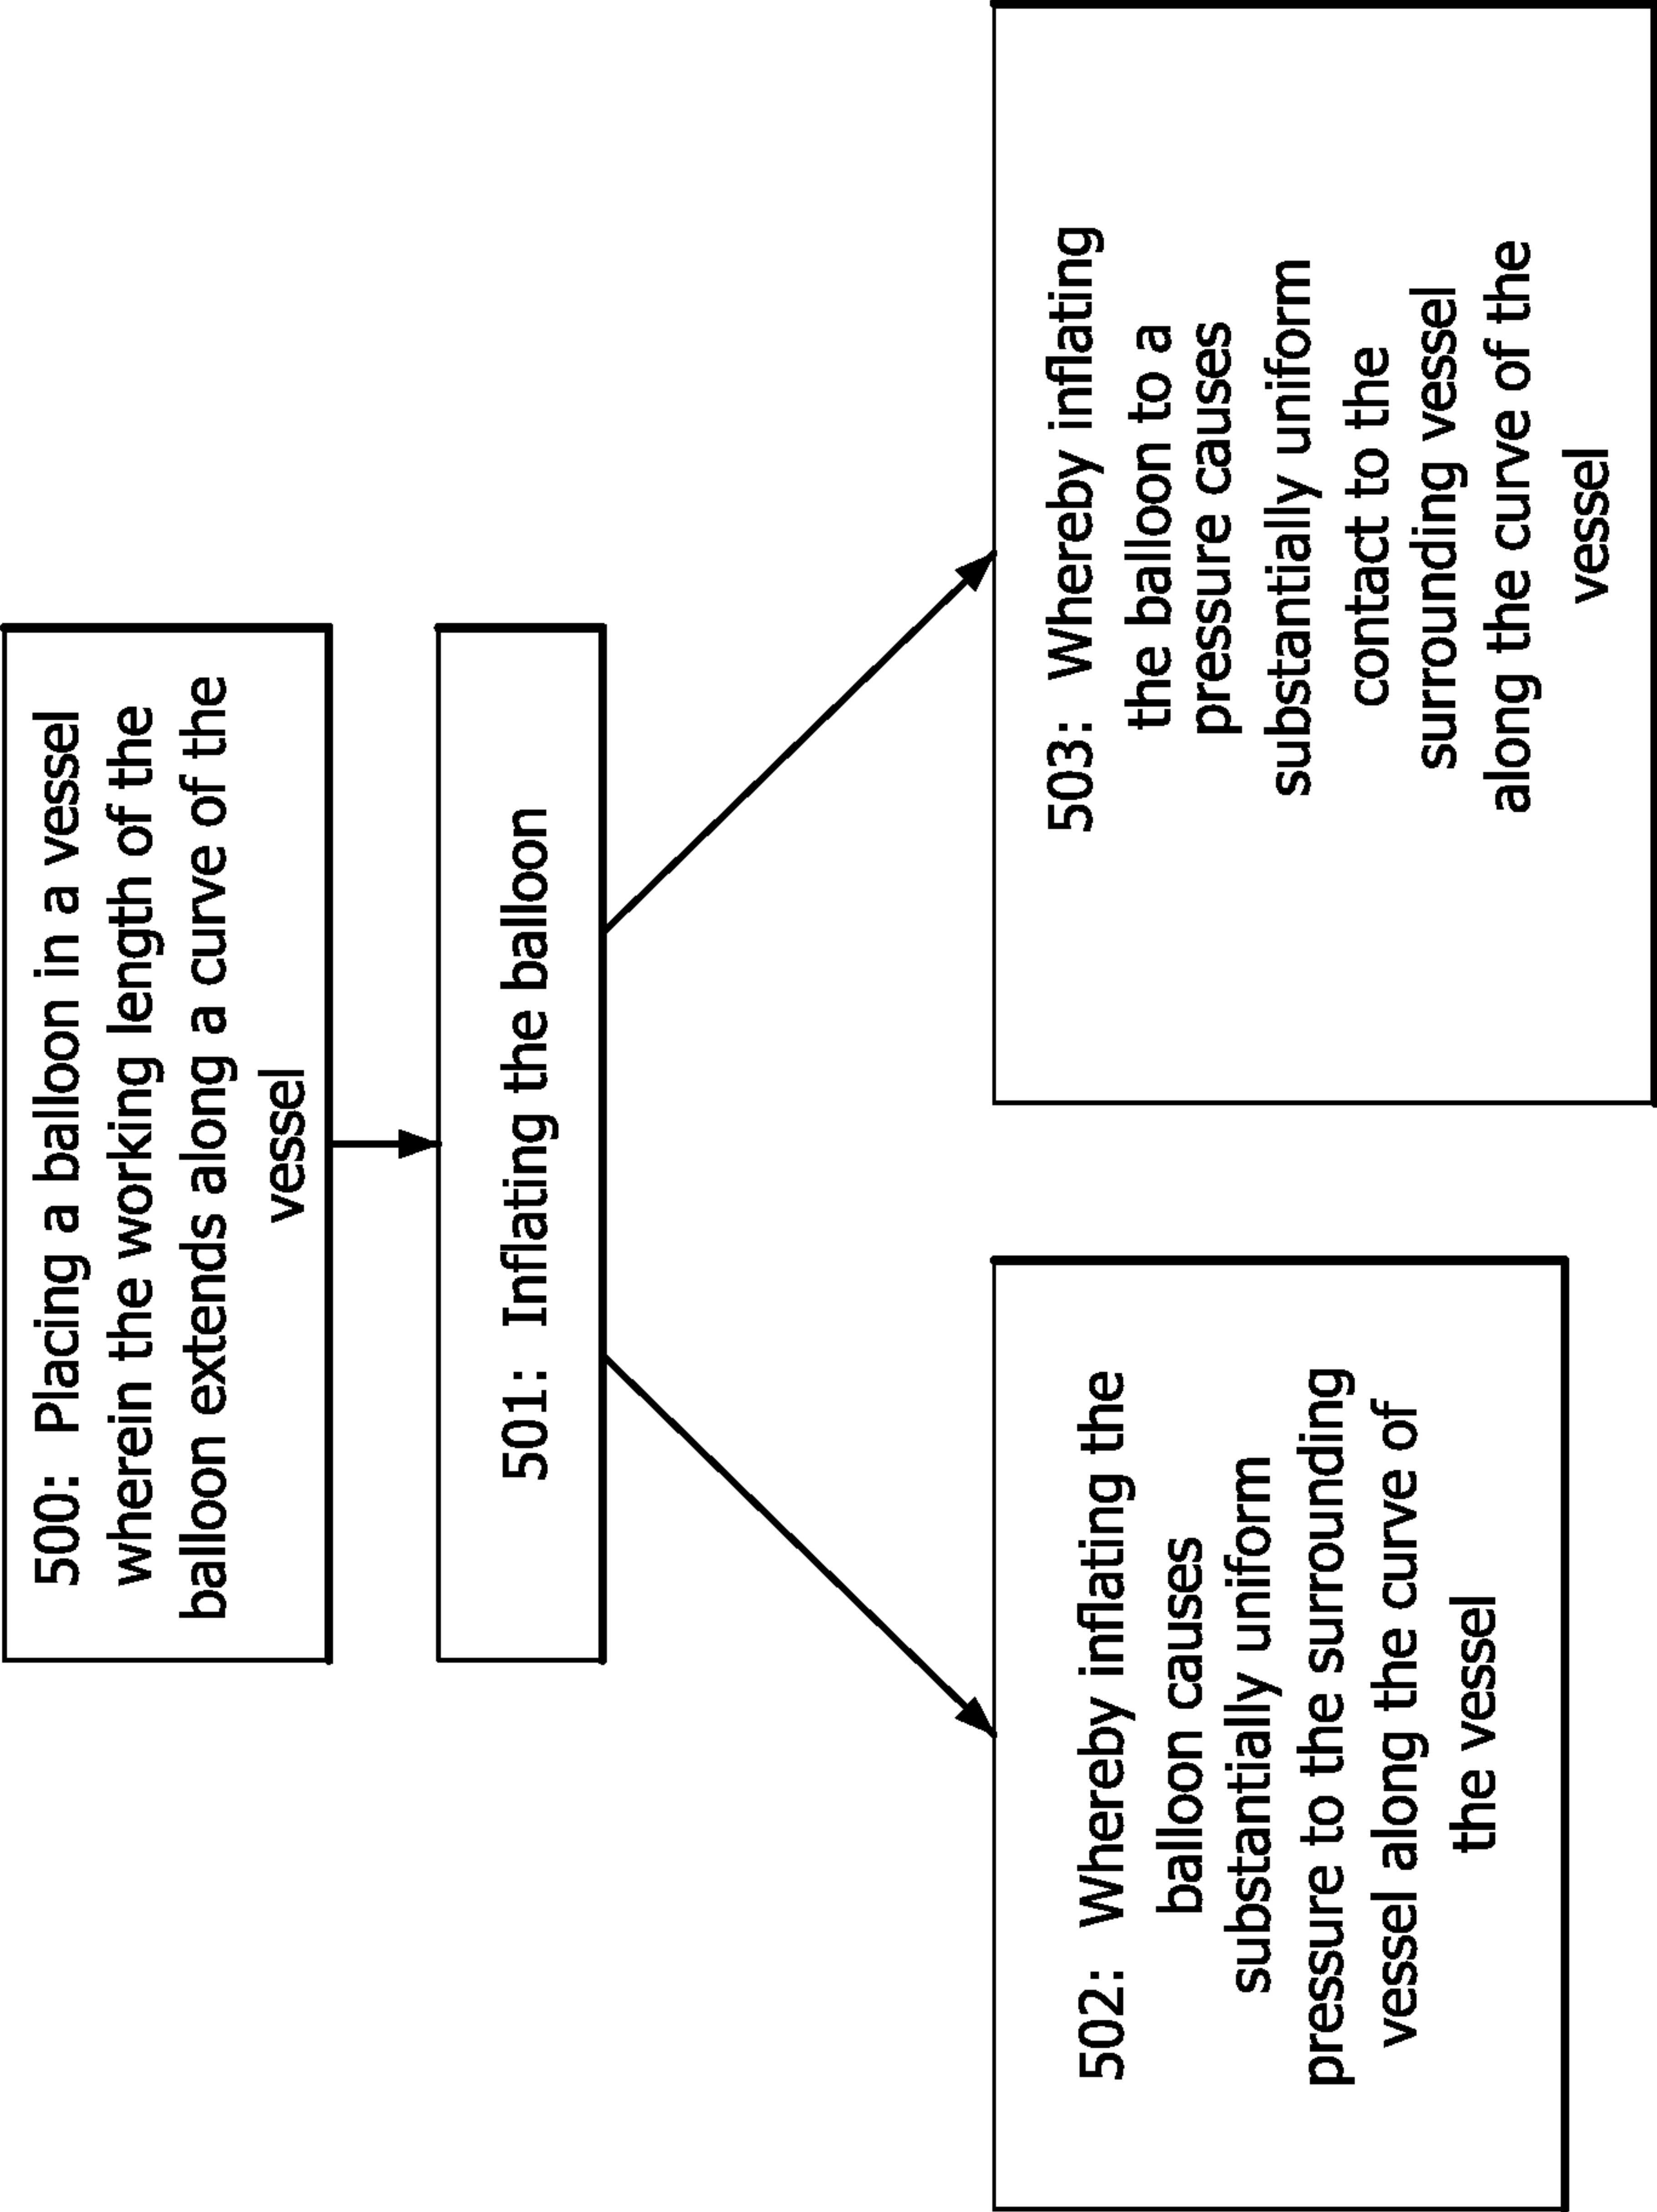 500: Placing a balloon in a vessel
wherein the working length of the
balloon extends along a curve of the
vessel
501: Inflating the balloon
502: Whereby inflating the
balloon causes
substantially uniform
pressure to the surrounding
vessel along the curve of
the vessel
503: Whereby inflating
the balloon to a
pressure causes
substantially uniform
contact to the
surrounding vessel
along the curve of the
vessel